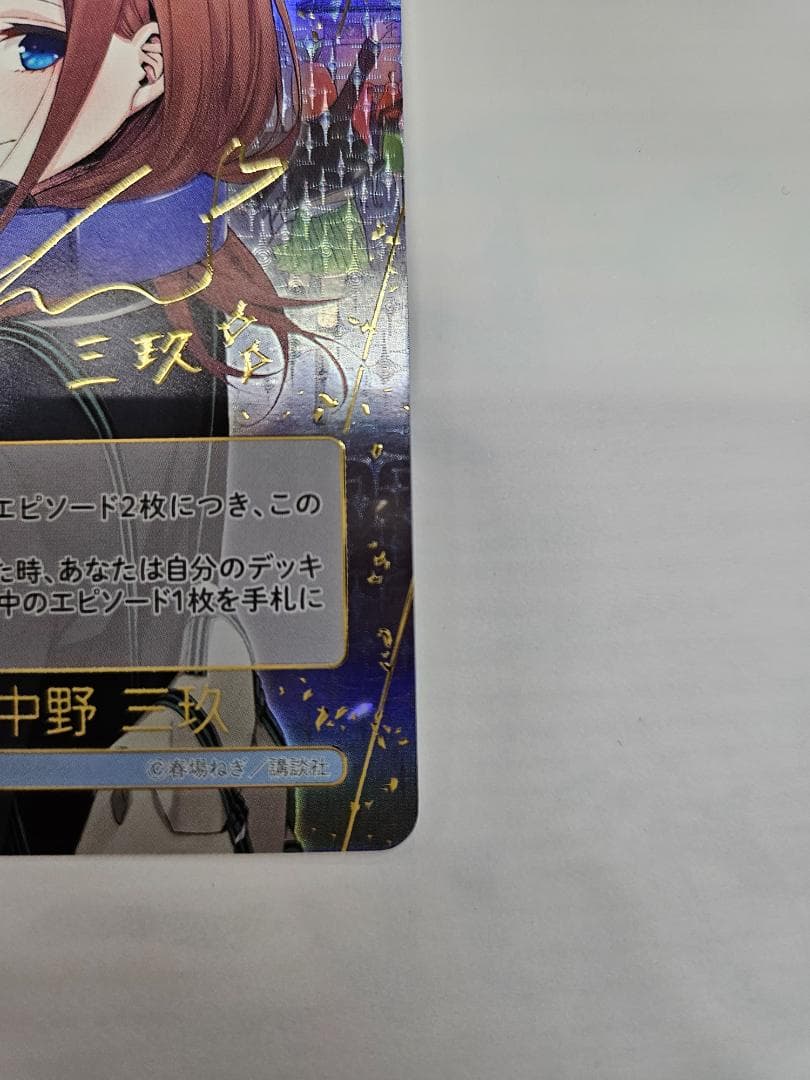 三玖
エピソード2枚につき、この
た時、あなたは自分のデッキ
中のエピソード1枚を手札に
中野 三玖
©春場ねぎ／講談社